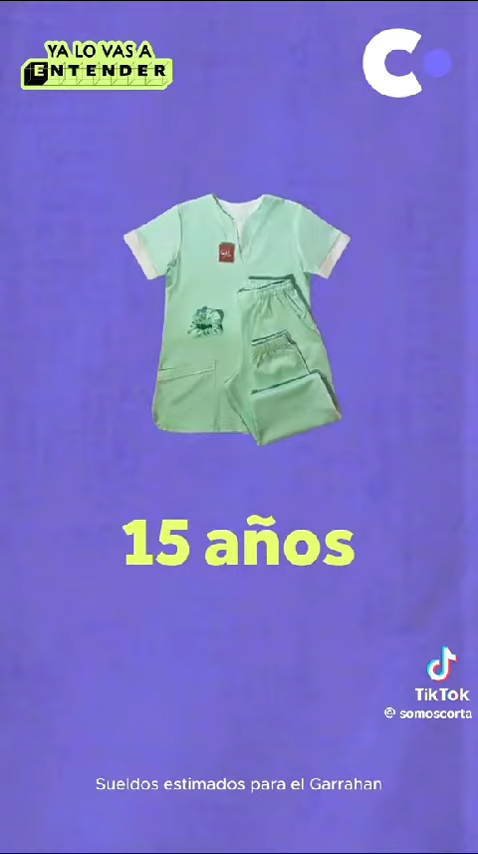 YA LO VAS A
ENTENDER
C
15 años
TikTok
@ somoscorta
Sueldos estimados para el Garrahan